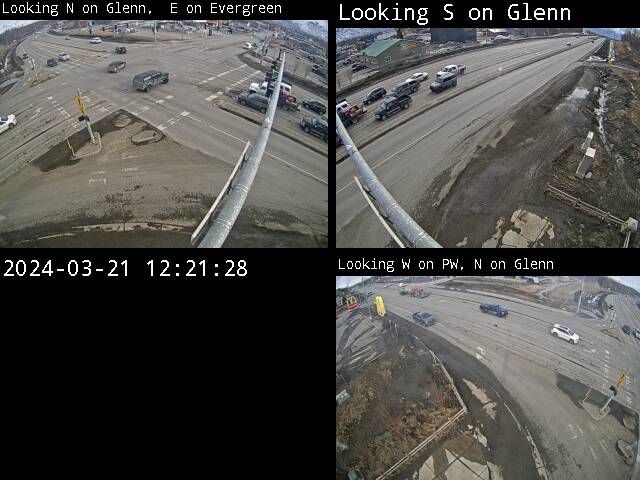 Looking N on Glenn, E on Evergreen
Looking S on Glenn
2024-03-21 12:21:28
Looking W on PW, N on Glenn